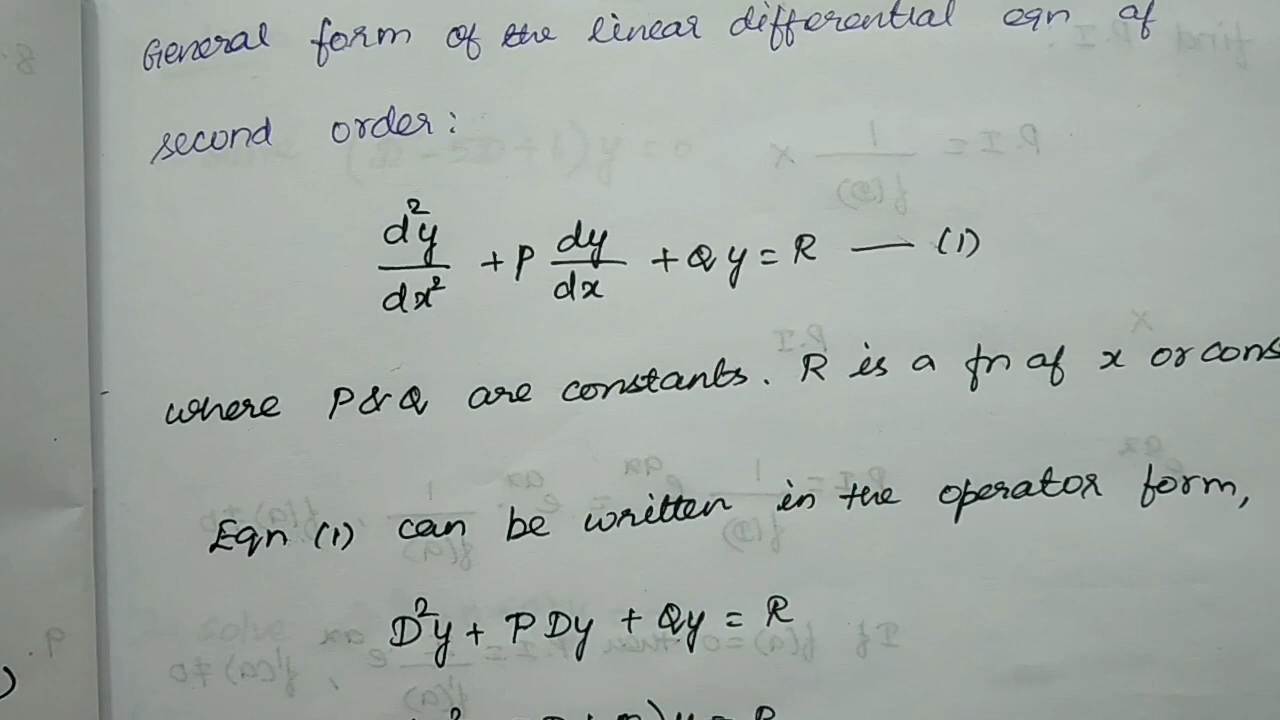 General form of the linear differential eqn of
second order:
d²y/dx² + P dy/dx + Qy = R — (1)
where P & Q are constants. R is a fn of x or cons
Eqn (1) can be written in the operator form,
D²y + PDy + Qy = R